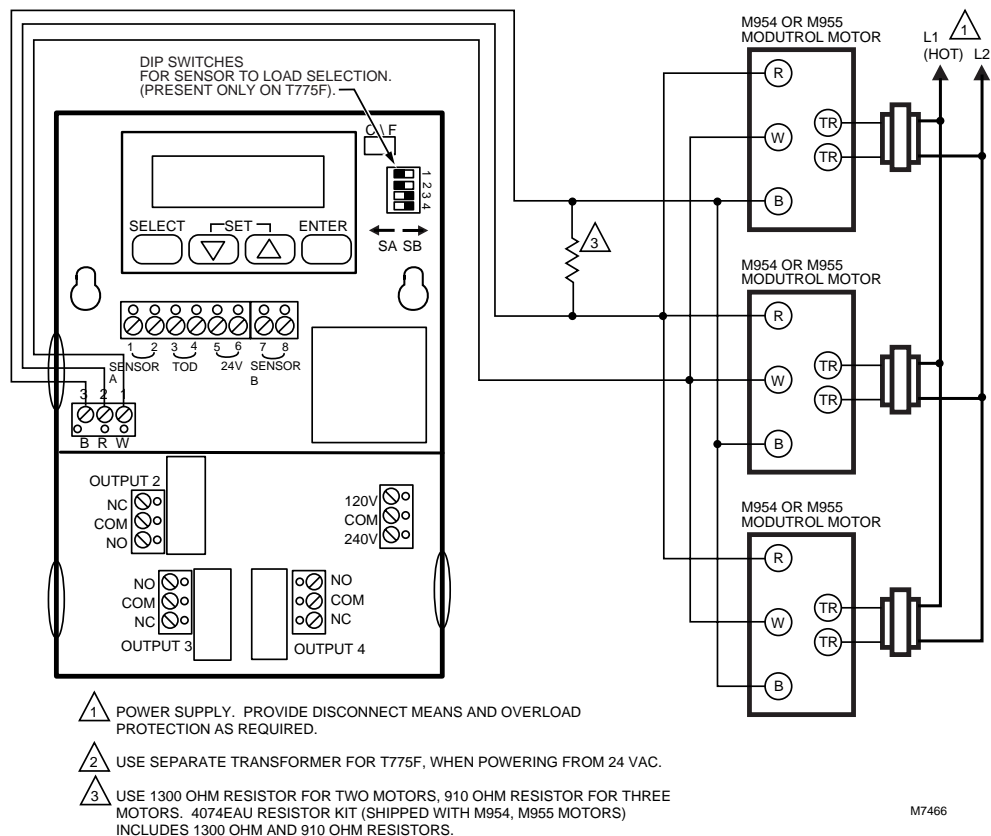 M954 OR M955
MODUTROL MOTOR
L1
(HOT)
1
L2
DIP SWITCHES
FOR SENSOR TO LOAD SELECTION.
(PRESENT ONLY ON T775F).
C \ F
1
2
3
4
SA SB
SELECT
SET
ENTER
R
W
B
TR
TR
3
M954 OR M955
MODUTROL MOTOR
R
W
B
TR
TR
1 2 3 4 5 6 7 8
SENSOR
A
TOD
24V
SENSOR
B
3 2 1
B R W
OUTPUT 2
NC
COM
NO
120V
COM
240V
M954 OR M955
MODUTROL MOTOR
R
W
B
TR
TR
NO
COM
NC
OUTPUT 3
NO
COM
NC
OUTPUT 4
1 POWER SUPPLY. PROVIDE DISCONNECT MEANS AND OVERLOAD
PROTECTION AS REQUIRED.
2 USE SEPARATE TRANSFORMER FOR T775F, WHEN POWERING FROM 24 VAC.
3 USE 1300 OHM RESISTOR FOR TWO MOTORS, 910 OHM RESISTOR FOR THREE
MOTORS. 4074EAU RESISTOR KIT (SHIPPED WITH M954, M955 MOTORS)
INCLUDES 1300 OHM AND 910 OHM RESISTORS.
M7466